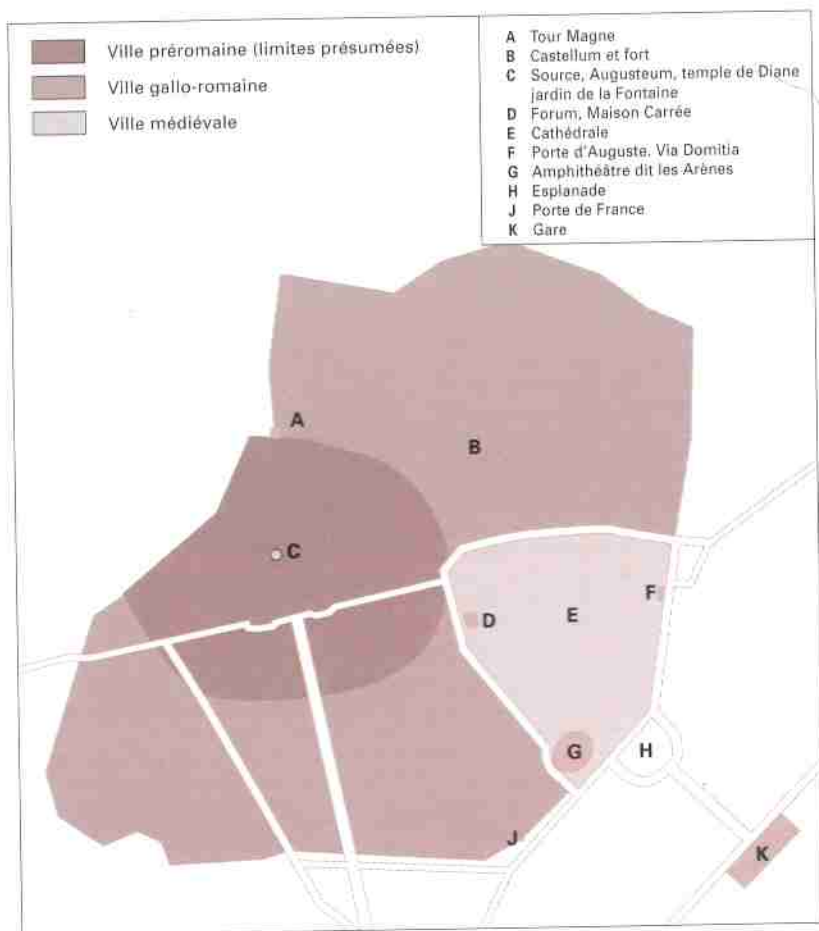 Ville préromaine (limites présumées)
Ville gallo-romaine
Ville médiévale
A Tour Magne
B Castellum et fort
C Source, Augusteum, temple de Diane
jardin de la Fontaine
D Forum, Maison Carrée
E Cathédrale
F Porte d'Auguste. Via Domitia
G Amphithéâtre dit les Arènes
H Esplanade
J Porte de France
K Gare
A
B
C
D
E
F
G
H
J
K